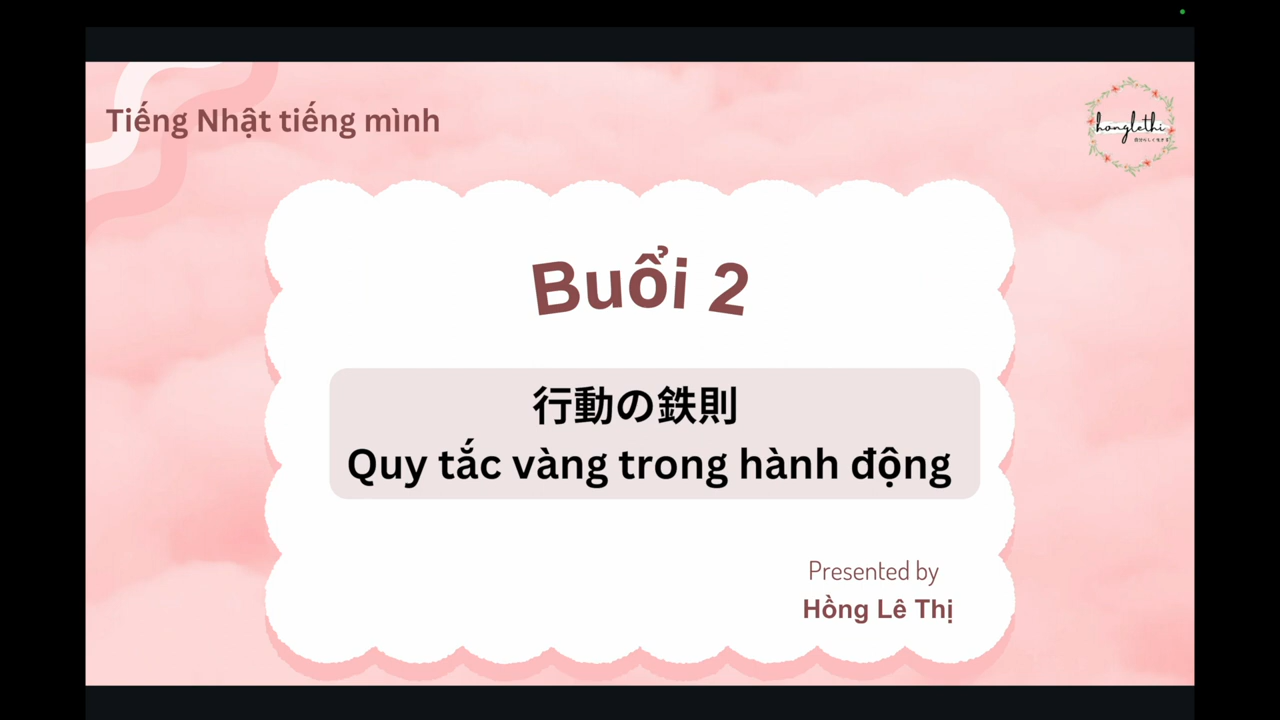 Tiếng Nhật tiếng mình
honglethi
Buổi 2
行動の鉄則
Quy tắc vàng trong hành động
Presented by
Hồng Lê Thị